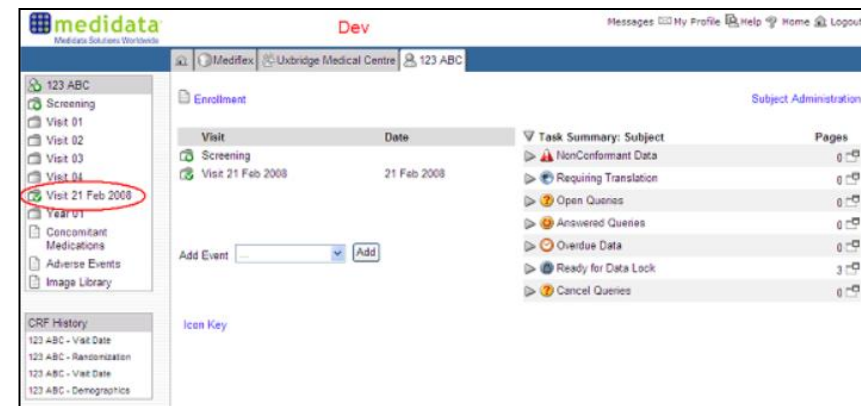 medidata
Medidata Solutions Worldwide
Dev
Messages My Profile Help Home Logout
Mediflex Uxbridge Medical Centre 123 ABC
123 ABC
Screening
Visit 01
Visit 02
Visit 03
Visit 04
Visit 21 Feb 2008
Year 01
Concomitant
Medications
Adverse Events
Image Library
CRF History
123 ABC - Visit Date
123 ABC - Randomization
123 ABC - Visit Date
123 ABC - Demographics
Enrollment
Subject Administration
Visit Date
Screening
Visit 21 Feb 2008 21 Feb 2008
Add Event ... Add
Icon Key
Task Summary: Subject Pages
NonConformant Data 0
Requiring Translation 0
Open Queries 0
Answered Queries 0
Overdue Data 0
Ready for Data Lock 3
Cancel Queries 0